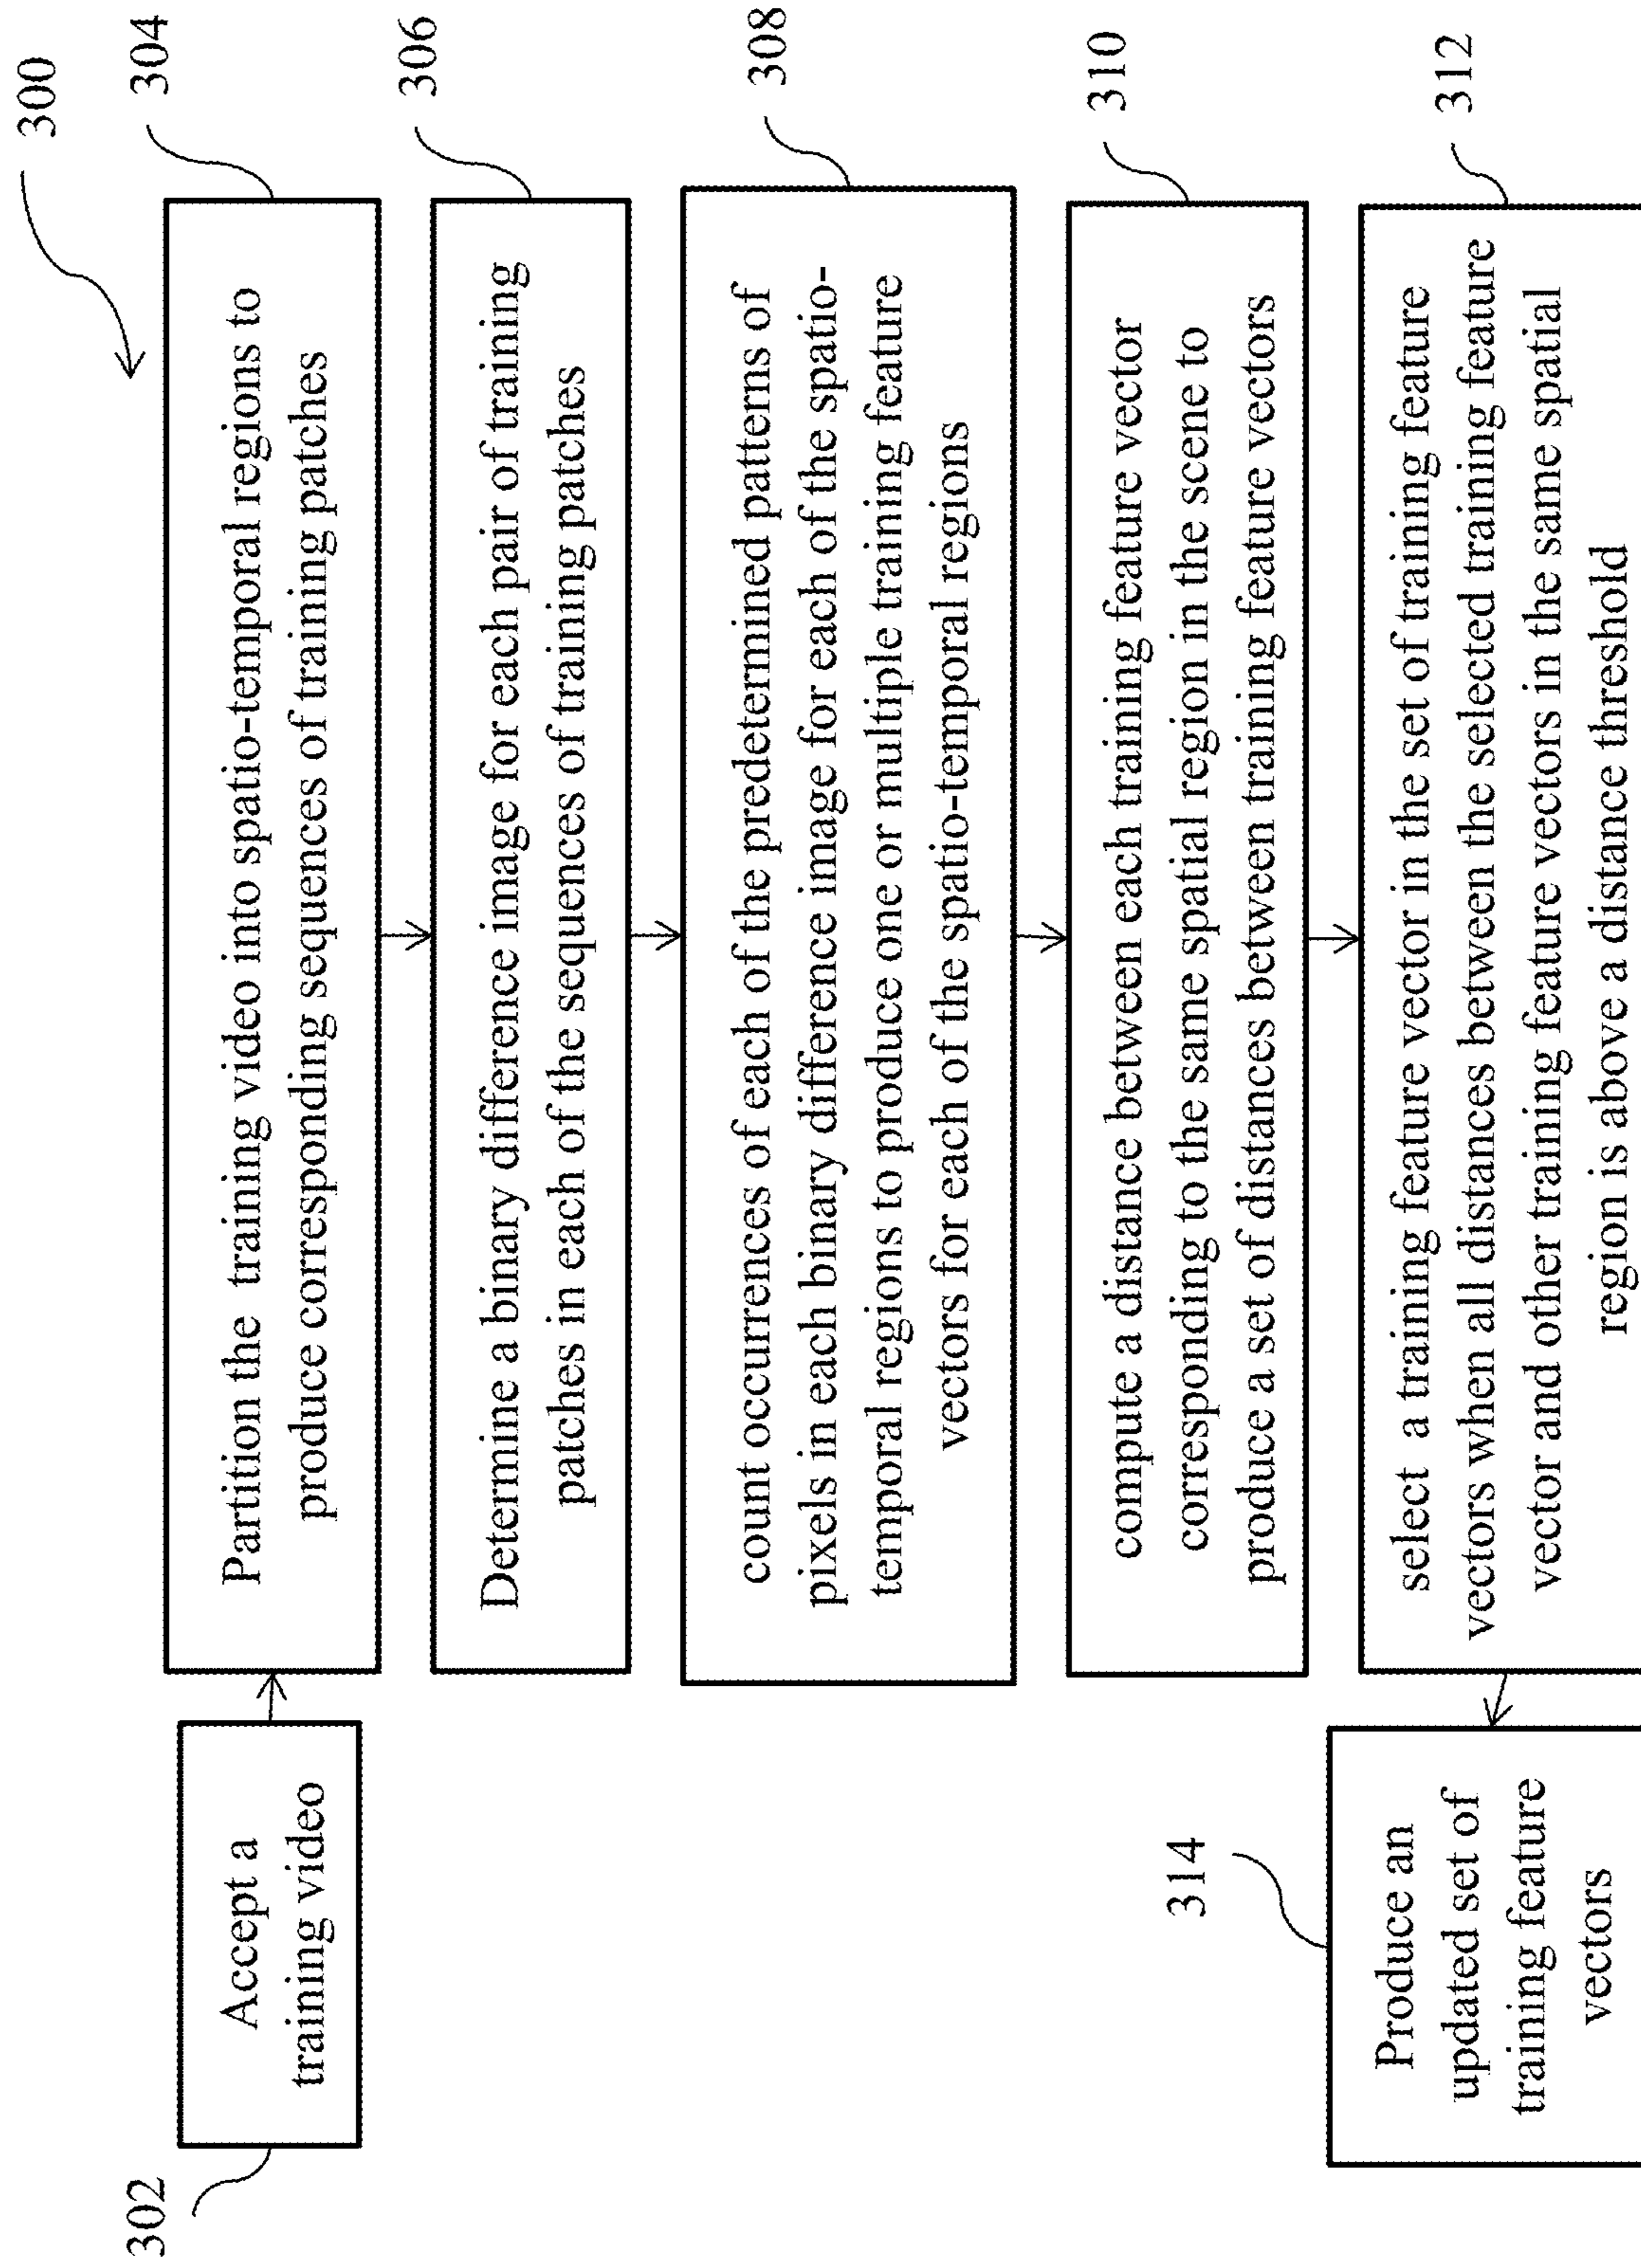 300
302
Accept a
training video
304
Partition the training video into spatio-temporal regions to
produce corresponding sequences of training patches
306
Determine a binary difference image for each pair of training
patches in each of the sequences of training patches
308
count occurrences of each of the predetermined patterns of
pixels in each binary difference image for each of the spatio-
temporal regions to produce one or multiple training feature
vectors for each of the spatio-temporal regions
310
compute a distance between each training feature vector
corresponding to the same spatial region in the scene to
produce a set of distances between training feature vectors
312
select a training feature vector in the set of training feature
vectors when all distances between the selected training feature
vector and other training feature vectors in the same spatial
region is above a distance threshold
314
Produce an
updated set of
training feature
vectors